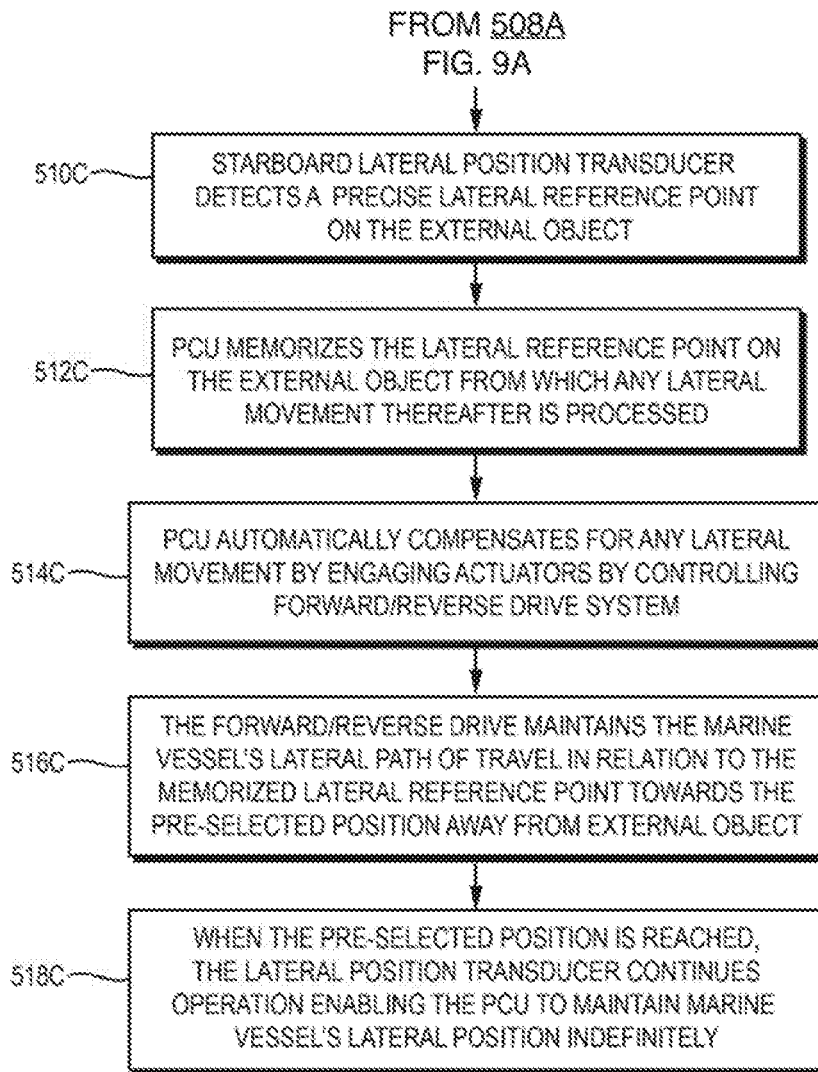 FROM 508A
FIG. 9A
510C
STARBOARD LATERAL POSITION TRANSDUCER
DETECTS A PRECISE LATERAL REFERENCE POINT
ON THE EXTERNAL OBJECT
512C
PCU MEMORIZES THE LATERAL REFERENCE POINT ON
THE EXTERNAL OBJECT FROM WHICH ANY LATERAL
MOVEMENT THEREAFTER IS PROCESSED
514C
PCU AUTOMATICALLY COMPENSATES FOR ANY LATERAL
MOVEMENT BY ENGAGING ACTUATORS BY CONTROLLING
FORWARD/REVERSE DRIVE SYSTEM
516C
THE FORWARD/REVERSE DRIVE MAINTAINS THE MARINE
VESSEL'S LATERAL PATH OF TRAVEL IN RELATION TO THE
MEMORIZED LATERAL REFERENCE POINT TOWARDS THE
PRE-SELECTED POSITION AWAY FROM EXTERNAL OBJECT
518C
WHEN THE PRE-SELECTED POSITION IS REACHED,
THE LATERAL POSITION TRANSDUCER CONTINUES
OPERATION ENABLING THE PCU TO MAINTAIN MARINE
VESSEL'S LATERAL POSITION INDEFINITELY